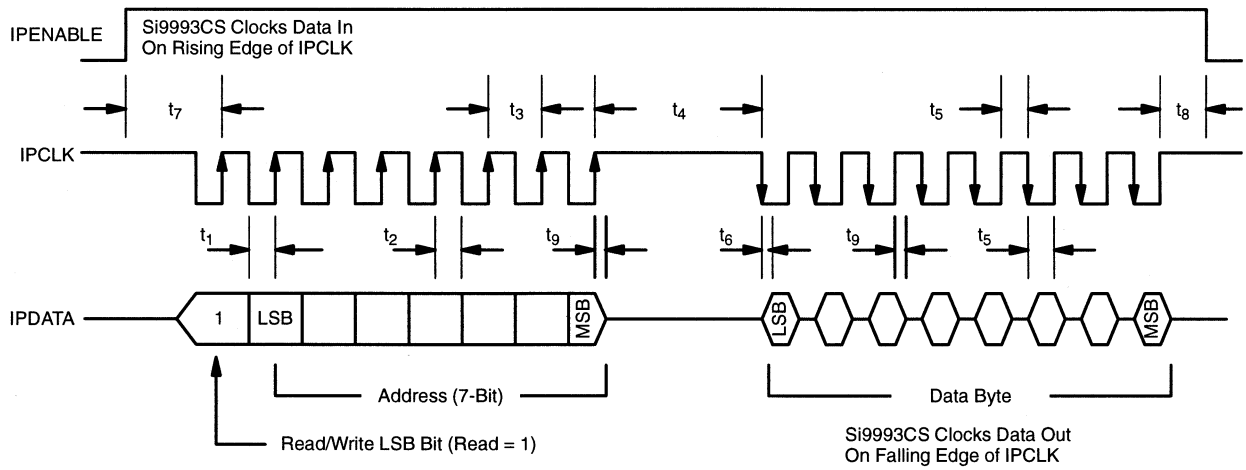 IPENABLE
Si9993CS Clocks Data In
On Rising Edge of IPCLK
t7
t3
t4
t5
t8
IPCLK
t1
t2
t9
t6
t9
t5
IPDATA
1
LSB
MSB
LSB
MSB
Address (7-Bit)
Data Byte
Read/Write LSB Bit (Read = 1)
Si9993CS Clocks Data Out
On Falling Edge of IPCLK